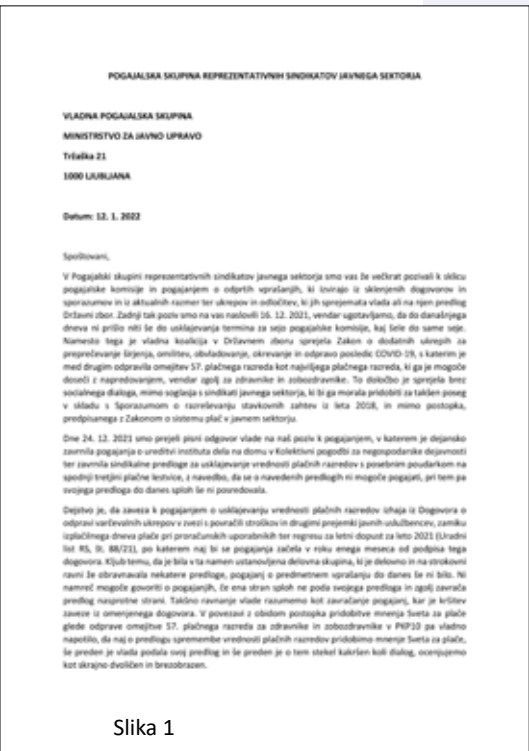 POGAJALSKA SKUPINA REPREZENTATIVNIH SINDIKATOV JAVNEGA SEKTORJA
VLADNA POGAJALSKA SKUPINA
MINISTRSTVO ZA JAVNO UPRAVO
Tržaška 21
1000 LJUBLJANA
Datum: 12. 1. 2022
Spoštovani,
V Pogajalski skupini reprezentativnih sindikatov javnega sektorja smo vas že večkrat pozivali k sklicu
pogajalske komisije in pogajanjem o odprtih vprašanjih, ki izvirajo iz sklenjenih dogovorov in
sporazumov in iz aktualnih razmer ter ukrepov in odločitev, ki jih sprejemata vlada ali na njen predlog
Državni zbor. Zadnji tak poziv smo na vas naslovili 16. 12. 2021, vendar ugotavljamo, da do današnjega
dneva ni prišlo niti še do usklajevanja termina za sejo pogajalske komisije, kaj šele do same seje.
Namesto tega je vladna koalicija v Državnem zboru sprejela Zakon o dodatnih ukrepih za
preprečevanje širjenja, omilitev, obvladovanje, okrevanje in odpravo posledic COVID-19, s katerim je
med drugim odpravila omejitev 57. plačnega razreda kot najvišjega plačnega razreda, ki ga je mogoče
doseči z napredovanjem, vendar zgolj za zdravnike in zobozdravnike. To določbo je sprejela brez
socialnega dialoga, mimo soglasja s sindikati javnega sektorja, ki bi ga morala pridobiti za takšen poseg
v skladu s Sporazumom o razreševanju stavkovnih zahtev iz leta 2018, in mimo postopka,
predpisanega z Zakonom o sistemu plač v javnem sektorju.
Dne 24. 12. 2021 smo prejeli pisni odgovor vlade na naš poziv k pogajanjem, v katerem je dejansko
zavrnila pogajanja o ureditvi instituta dela na domu v Kolektivni pogodbi za negospodarske dejavnosti
ter zavrnila sindikalne predloge za usklajevanje vrednosti plačnih razredov s posebnim poudarkom na
spodnji tretjini plačne lestvice, z navedbo, da se o navedenih predlogih ni mogoče pogajati, pri tem pa
svojega predloga do danes sploh še ni posredovala.
Dejstvo je, da zaveza k pogajanjem o usklajevanju vrednosti plačnih razredov izhaja iz Dogovora o
odpravi varčevalnih ukrepov v zvezi s povračili stroškov in drugimi prejemki javnih uslužbencev, zamiku
izplačilnega dneva plače pri proračunskih uporabnikih ter regresu za letni dopust za leto 2021 (Uradni
list RS, št. 88/21), po katerem naj bi se pogajanja začela v roku enega meseca od podpisa tega
dogovora. Kljub temu, da je bila v ta namen ustanovljena delovna skupina, ki je delovno in na strokovni
ravni že obravnavala nekatere predloge, pogajanj o predmetnem vprašanju do danes še ni bilo. Ni
namreč mogoče govoriti o pogajanjih, če ena stran sploh ne poda svojega predloga in zgolj zavrača
predlog nasprotne strani. Takšno ravnanje vlade razumemo kot zavračanje pogajanj, kar je kršitev
zaveze iz omenjenega dogovora. V povezavi z obidom postopka pridobitve mnenja Sveta za plače
glede odprave omejitve 57. plačnega razreda za zdravnike in zobozdravnike v PKP10 pa vladno
napotilo, da naj o predlogu spremembe vrednosti plačnih razredov pridobimo mnenje Sveta za plače,
še preden je vlada podala svoj predlog in še preden je o tem stekel kakršen koli dialog, ocenjujemo
kot skrajno dvoličen in brezobrazen.
Slika 1